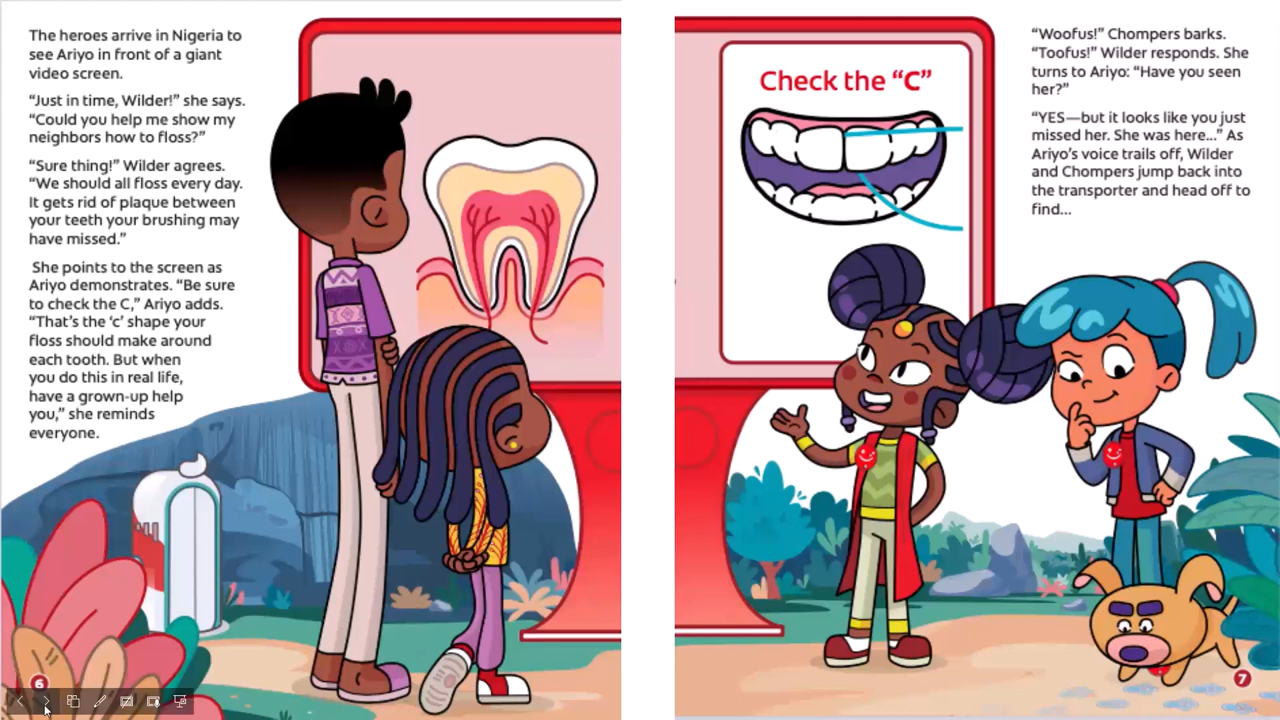 The heroes arrive in Nigeria to
see Ariyo in front of a giant
video screen.
“Just in time, Wilder!” she says.
“Could you help me show my
neighbors how to floss?”
“Sure thing!” Wilder agrees.
“We should all floss every day.
It gets rid of plaque between
your teeth your brushing may
have missed.”
She points to the screen as
Ariyo demonstrates. “Be sure
to check the C,” Ariyo adds.
“That’s the ‘c’ shape your
floss should make around
each tooth. But when
you do this in real life,
have a grown-up help
you,” she reminds
everyone.
6
Check the “C”
“Woofus!” Chompers barks.
“Toofus!” Wilder responds. She
turns to Ariyo: “Have you seen
her?”
“YES—but it looks like you just
missed her. She was here...” As
Ariyo’s voice trails off, Wilder
and Chompers jump back into
the transporter and head off to
find...
7